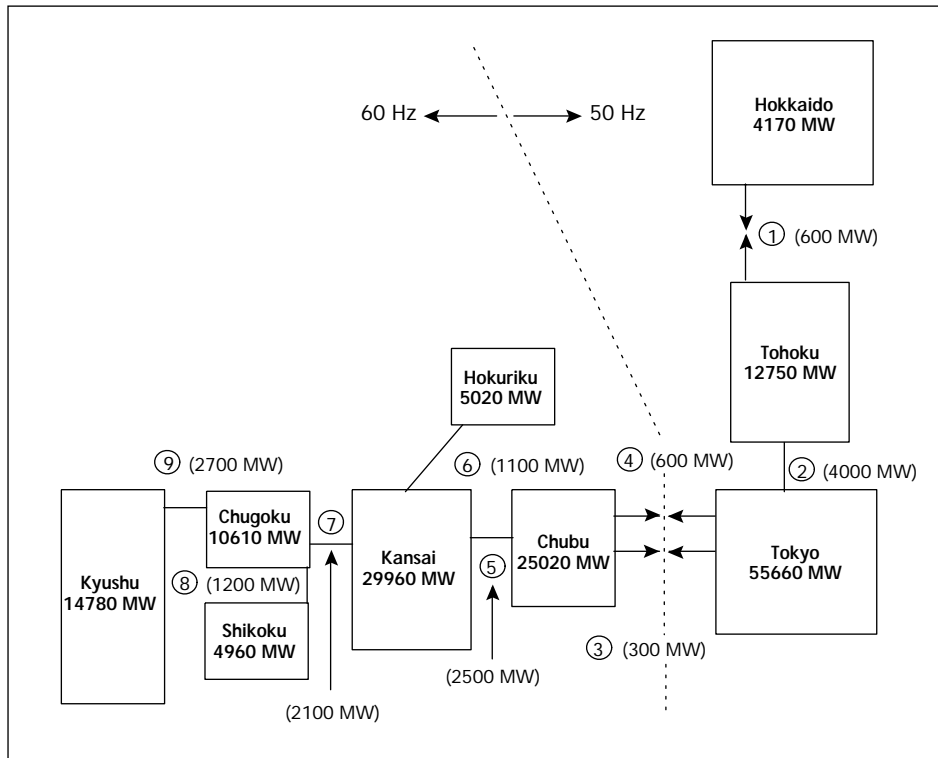 60 Hz
50 Hz
Hokkaido
4170 MW
1 (600 MW)
Tohoku
12750 MW
Hokuriku
5020 MW
2 (4000 MW)
4 (600 MW)
6 (1100 MW)
9 (2700 MW)
Kyushu
14780 MW
Chugoku
10610 MW
7
Kansai
29960 MW
5
Chubu
25020 MW
Tokyo
55660 MW
8 (1200 MW)
Shikoku
4960 MW
3 (300 MW)
(2500 MW)
(2100 MW)